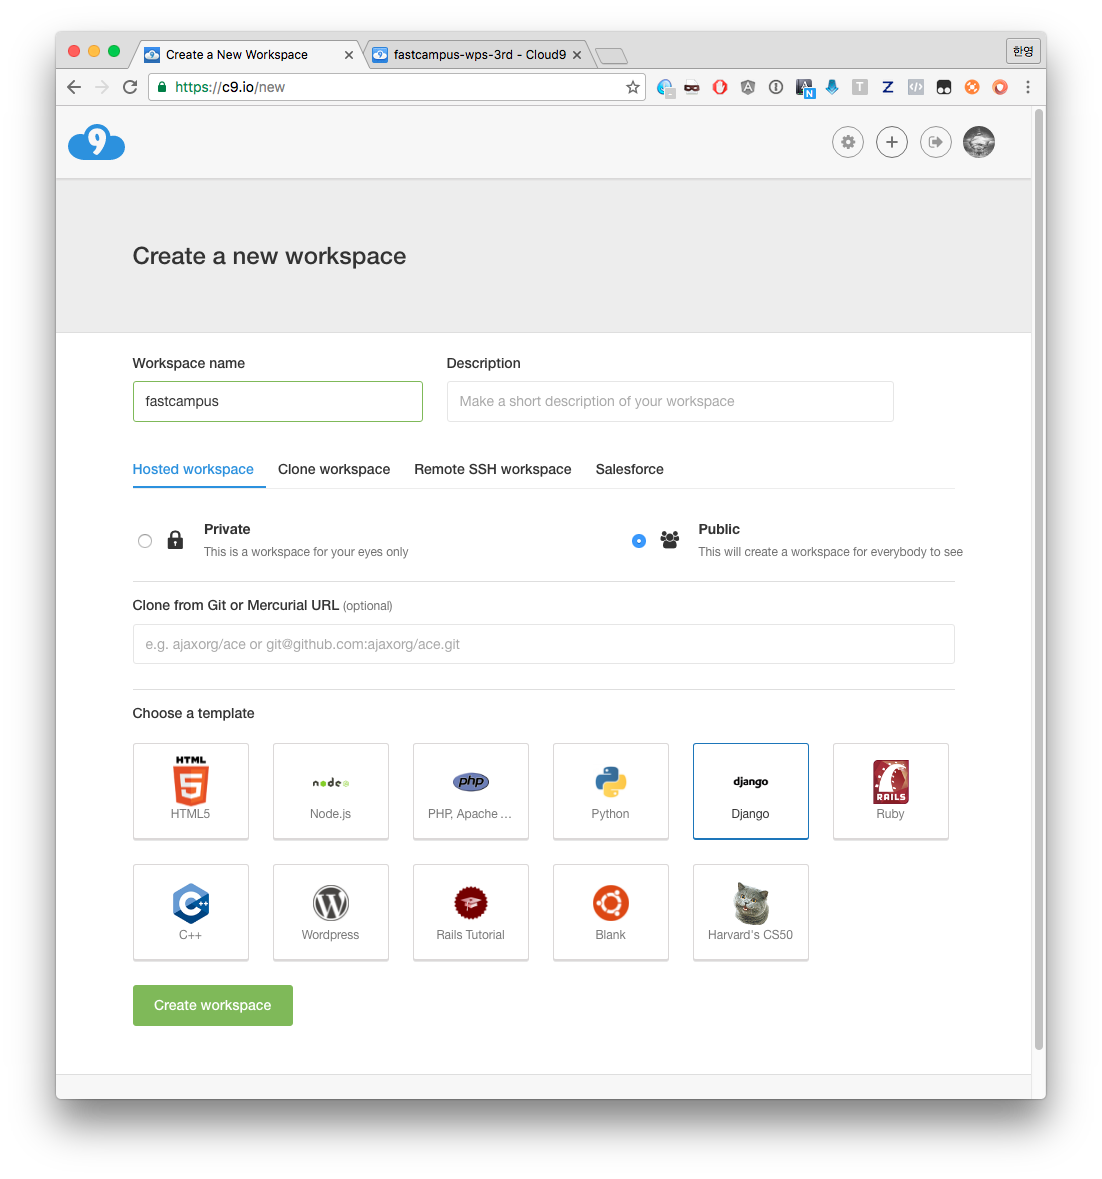 Create a New Workspace
fastcampus-wps-3rd - Cloud9
한영
https://c9.io/new
9
Create a new workspace
Workspace name
Description
fastcampus
Make a short description of your workspace
Hosted workspace
Clone workspace
Remote SSH workspace
Salesforce
Private
This is a workspace for your eyes only
Public
This will create a workspace for everybody to see
Clone from Git or Mercurial URL (optional)
e.g. ajaxorg/ace or git@github.com:ajaxorg/ace.git
Choose a template
HTML
5
HTML5
node
Node.js
php
PHP, Apache ...
Python
django
Django
RAILS
Ruby
C++
C++
W
Wordpress
Rails Tutorial
Blank
Harvard's CS50
Create workspace